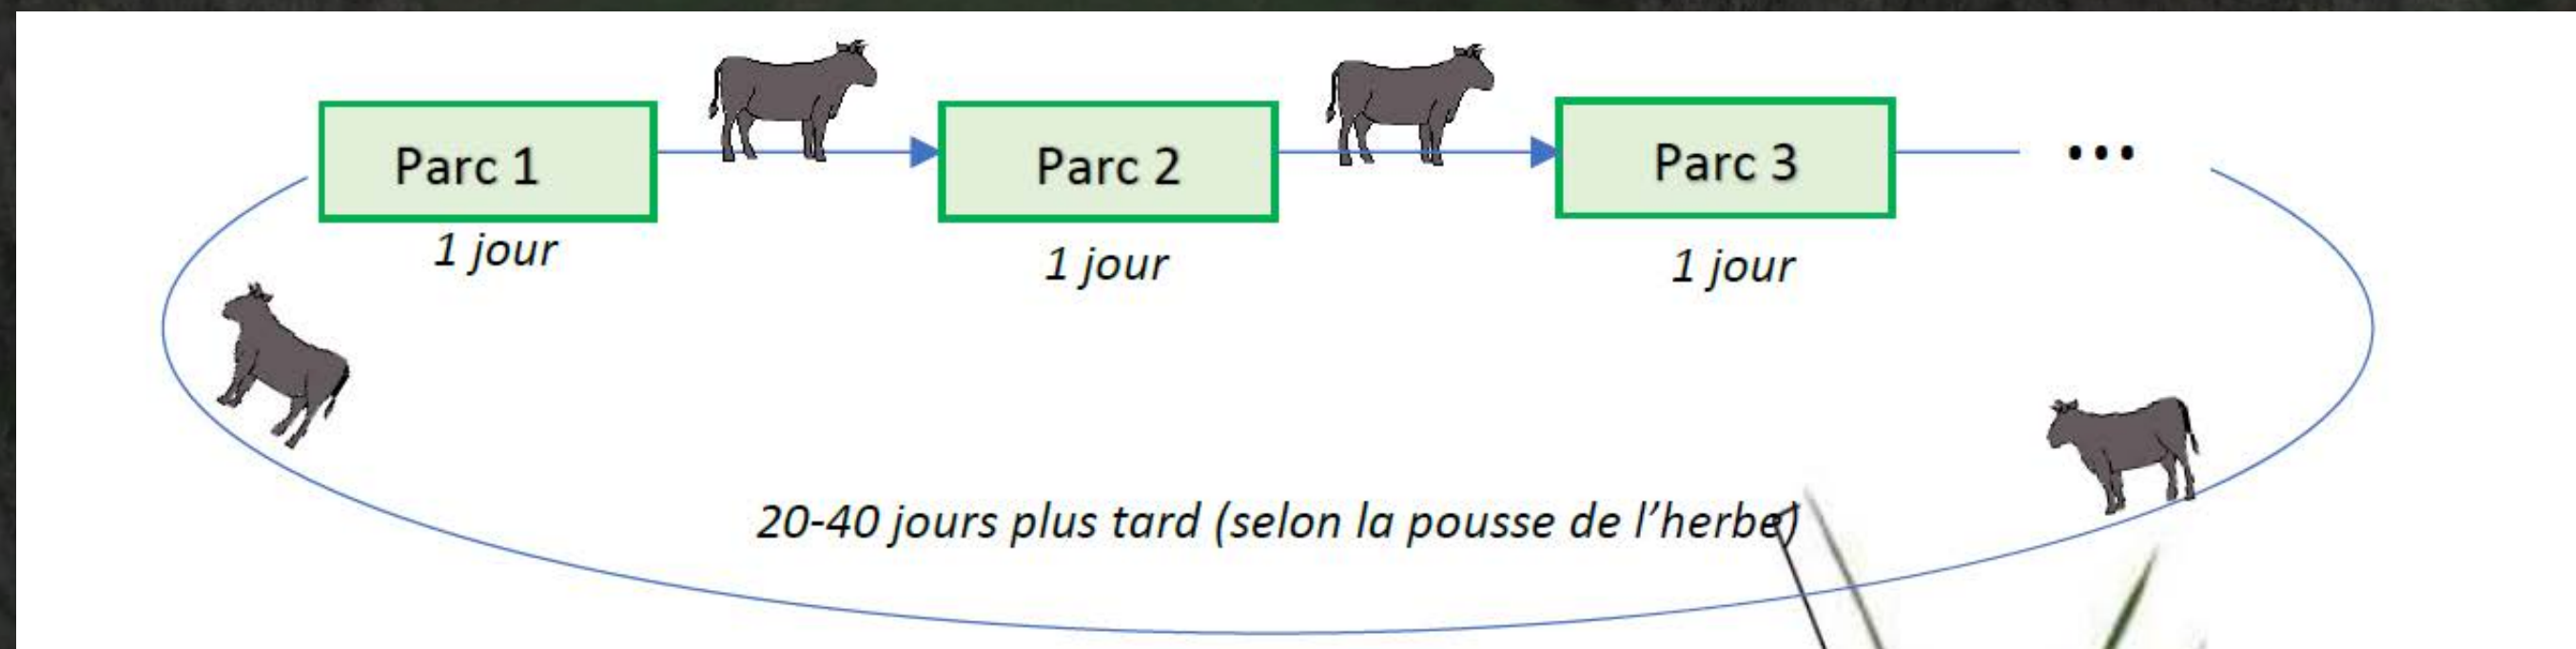 Parc 1
Parc 2
Parc 3
...
1 jour
1 jour
1 jour
20-40 jours plus tard (selon la pousse de l’herbe)